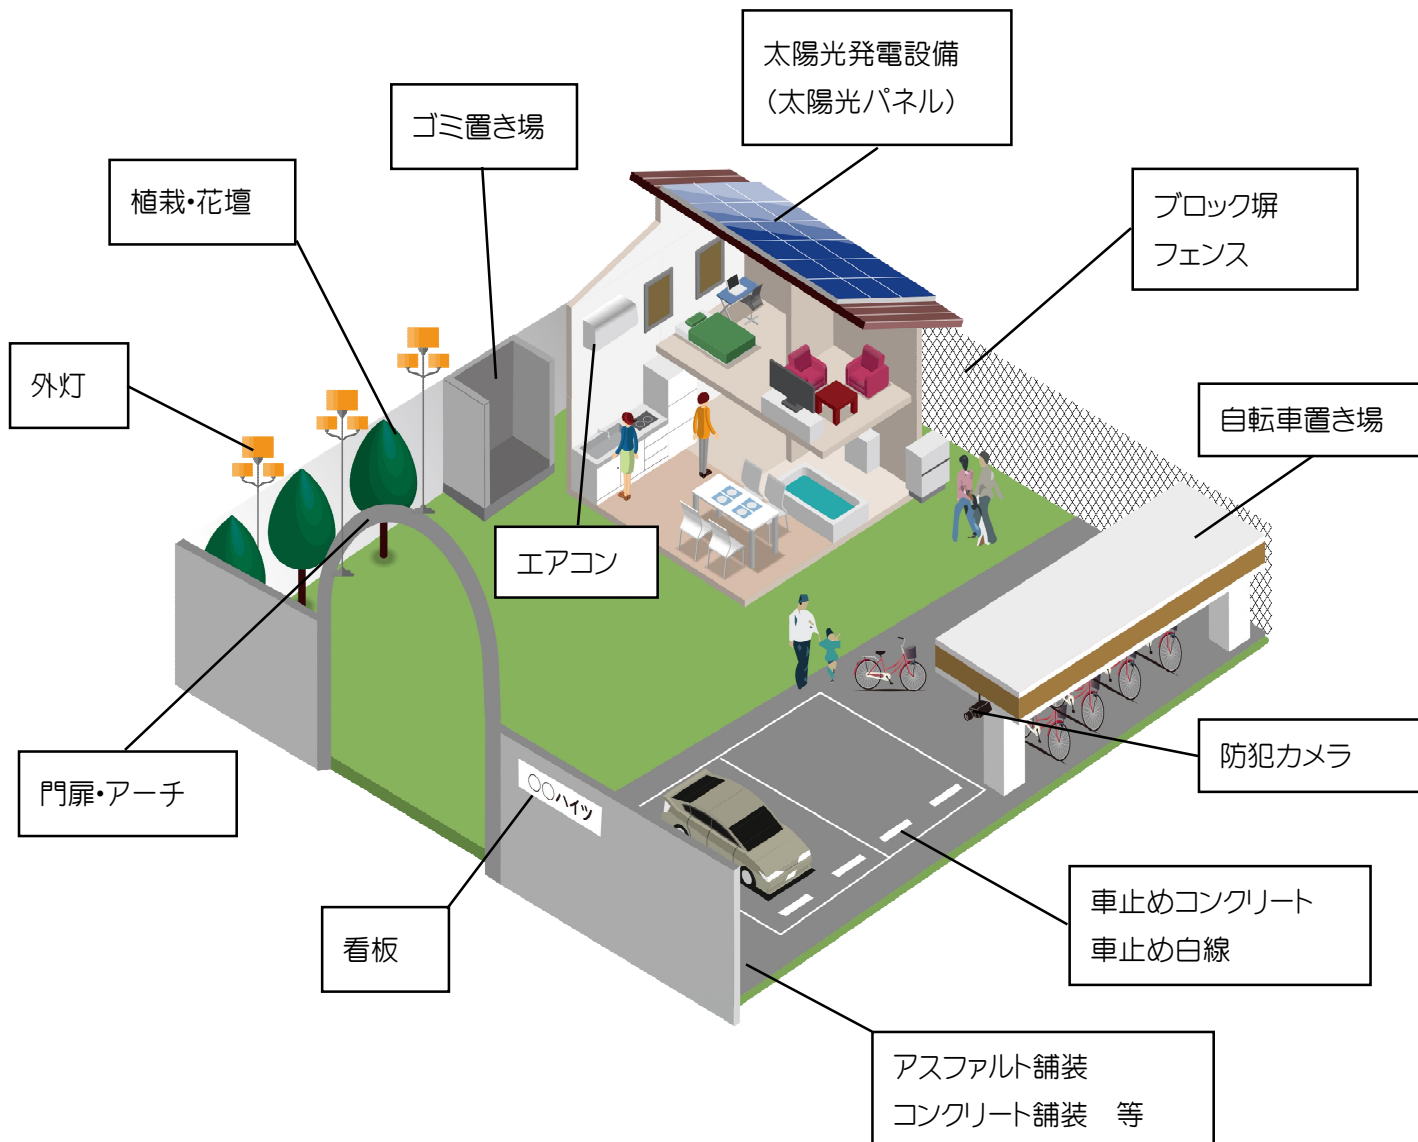 太陽光発電設備
(太陽光パネル)
ゴミ置き場
植栽・花壇
ブロック塀
フェンス
外灯
自転車置き場
エアコン
門扉・アーチ
〇〇ハイツ
防犯カメラ
看板
車止めコンクリート
車止め白線
アスファルト舗装
コンクリート舗装　等